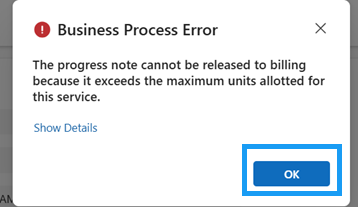 Business Process Error
The progress note cannot be released to billing
because it exceeds the maximum units allotted for
this service.
Show Details
OK